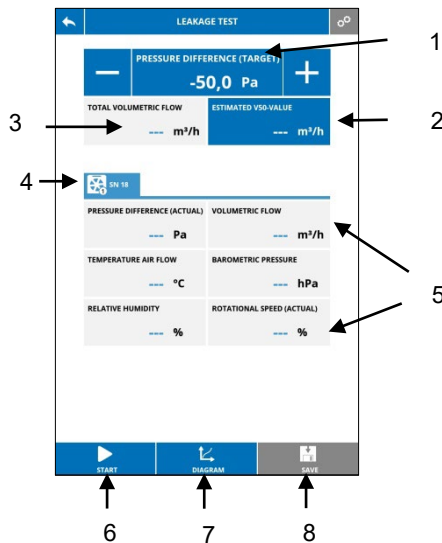 LEAKAGE TEST
1
PRESSURE DIFFERENCE (TARGET)
-50,0 Pa
TOTAL VOLUMETRIC FLOW
ESTIMATED V50-VALUE
3
--- m³/h
--- m³/h
2
4
SN 18
PRESSURE DIFFERENCE (ACTUAL)
VOLUMETRIC FLOW
--- Pa
--- m³/h
TEMPERATURE AIR FLOW
BAROMETRIC PRESSURE
--- °C
--- hPa
5
RELATIVE HUMIDITY
ROTATIONAL SPEED (ACTUAL)
--- %
--- %
START
DIAGRAM
SAVE
6
7
8